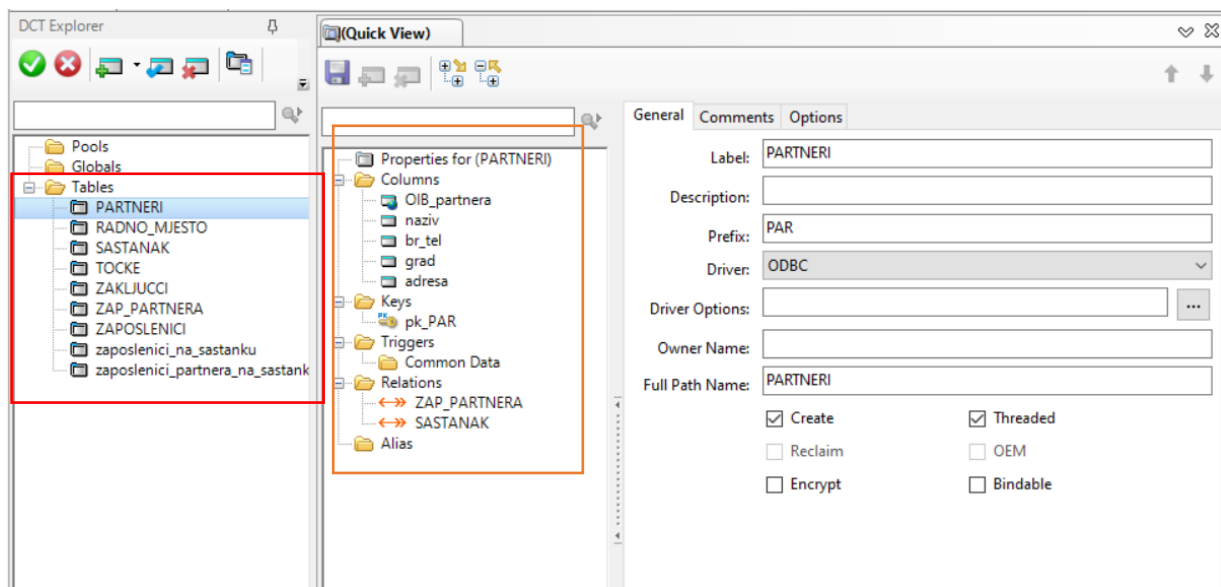 DCT Explorer
Pools
Globals
Tables
PARTNERI
RADNO_MJESTO
SASTANAK
TOCKE
ZAKLJUCCI
ZAP_PARTNERA
ZAPOSLENICI
zaposlenici_na_sastanku
zaposlenici_partnera_na_sastank
(Quick View)
Properties for (PARTNERI)
Columns
OIB_partnera
naziv
br_tel
grad
adresa
Keys
pk_PAR
Triggers
Common Data
Relations
ZAP_PARTNERA
SASTANAK
Alias
General Comments Options
Label: PARTNERI
Description:
Prefix: PAR
Driver: ODBC
Driver Options: ...
Owner Name:
Full Path Name: PARTNERI
Create Threaded
Reclaim OEM
Encrypt Bindable